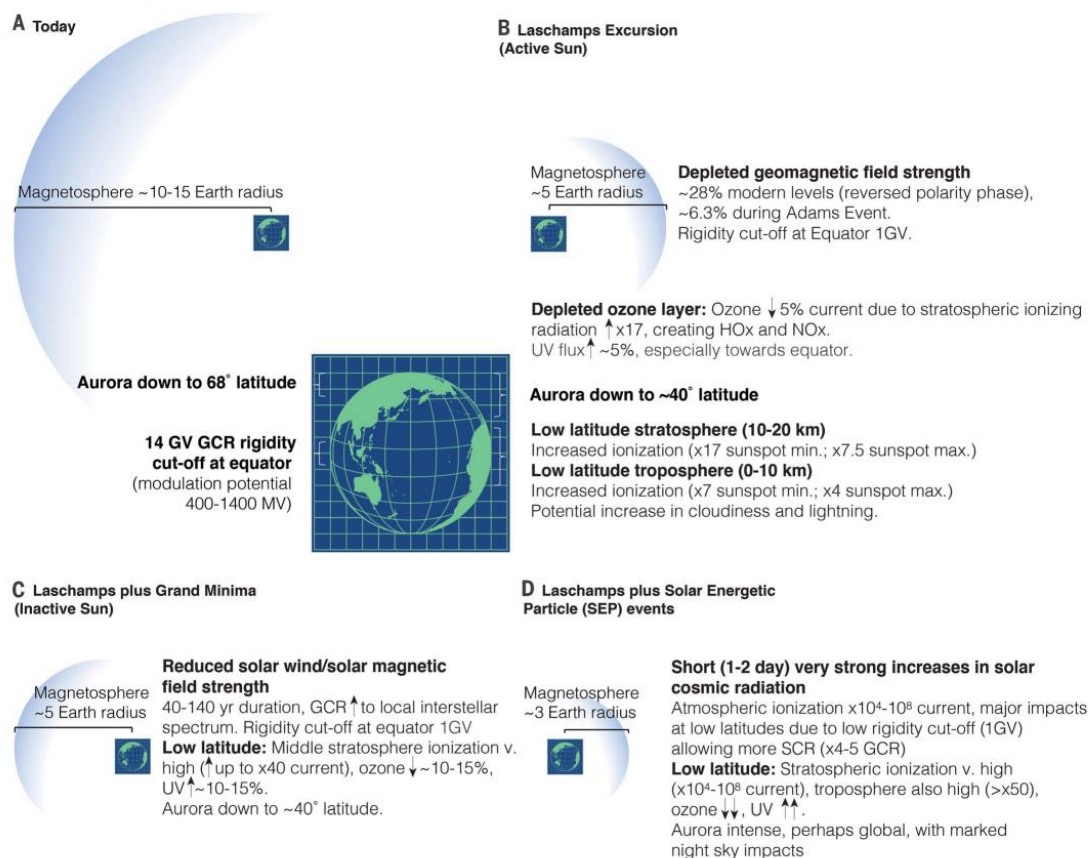 A Today
Magnetosphere ~10-15 Earth radius
Aurora down to 68° latitude
14 GV GCR rigidity
cut-off at equator
(modulation potential
400-1400 MV)
B Laschamps Excursion
(Active Sun)
Magnetosphere
~5 Earth radius
Depleted geomagnetic field strength
~28% modern levels (reversed polarity phase),
~6.3% during Adams Event.
Rigidity cut-off at Equator 1GV.
Depleted ozone layer: Ozone ↓ 5% current due to stratospheric ionizing
radiation ↑ x17, creating HOx and NOx.
UV flux ↑ ~5%, especially towards equator.
Aurora down to ~40° latitude
Low latitude stratosphere (10-20 km)
Increased ionization (x17 sunspot min.; x7.5 sunspot max.)
Low latitude troposphere (0-10 km)
Increased ionization (x7 sunspot min.; x4 sunspot max.)
Potential increase in cloudiness and lightning.
C Laschamps plus Grand Minima
(Inactive Sun)
Magnetosphere
~5 Earth radius
Reduced solar wind/solar magnetic
field strength
40-140 yr duration, GCR ↑ to local interstellar
spectrum. Rigidity cut-off at equator 1GV
Low latitude: Middle stratosphere ionization v.
high (↑ up to x40 current), ozone ↓ ~10-15%,
UV ↑ ~10-15%.
Aurora down to ~40° latitude.
D Laschamps plus Solar Energetic
Particle (SEP) events
Magnetosphere
~3 Earth radius
Short (1-2 day) very strong increases in solar
cosmic radiation
Atmospheric ionization x10⁴-10⁸ current, major impacts
at low latitudes due to low rigidity cut-off (1GV)
allowing more SCR (x4-5 GCR)
Low latitude: Stratospheric ionization v. high
(x10⁴-10⁸ current), troposphere also high (>x50),
ozone ↓↓, UV ↑↑.
Aurora intense, perhaps global, with marked
night sky impacts